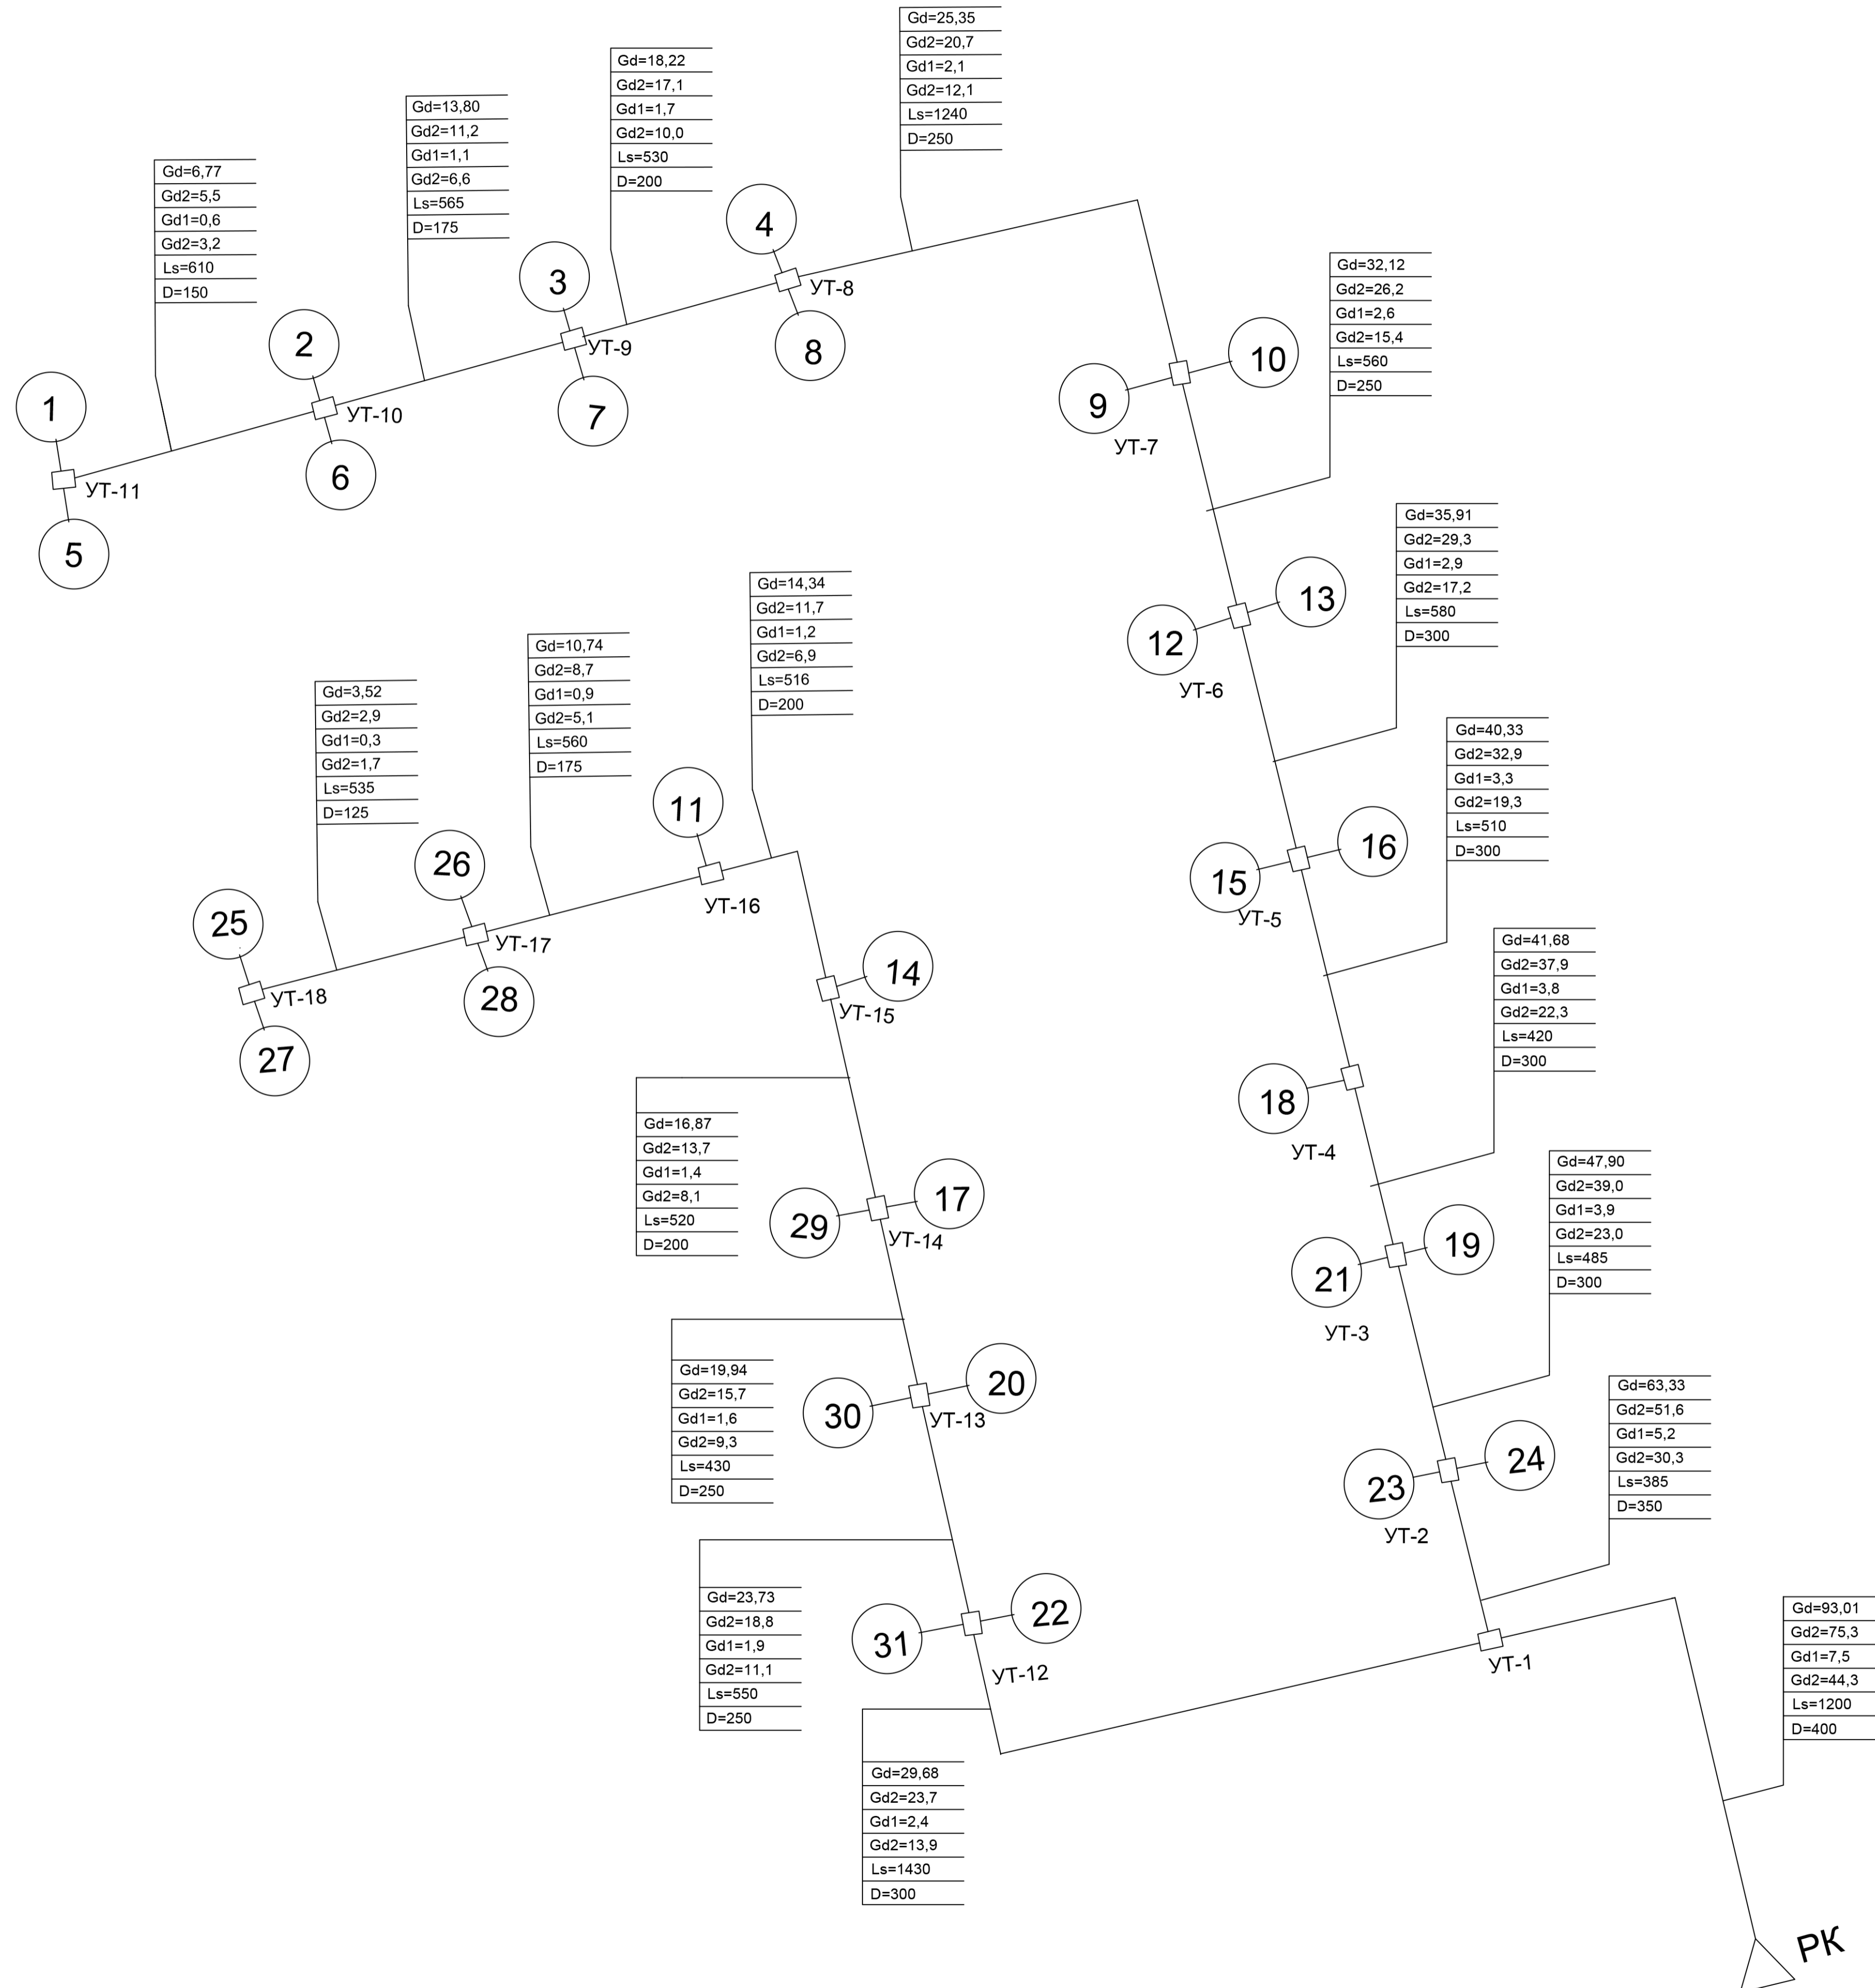 Gd=25,35
Gd2=20,7
Gd1=2,1
Gd2=12,1
Ls=1240
D=250
Gd=18,22
Gd2=17,1
Gd1=1,7
Gd2=10,0
Ls=530
D=200
Gd=13,80
Gd2=11,2
Gd1=1,1
Gd2=6,6
Ls=565
D=175
Gd=6,77
Gd2=5,5
Gd1=0,6
Gd2=3,2
Ls=610
D=150
4
УТ-8
8
3
УТ-9
7
2
УТ-10
6
1
УТ-11
5
Gd=32,12
Gd2=26,2
Gd1=2,6
Gd2=15,4
Ls=560
D=250
10
9
УТ-7
Gd=35,91
Gd2=29,3
Gd1=2,9
Gd2=17,2
Ls=580
D=300
13
12
УТ-6
Gd=14,34
Gd2=11,7
Gd1=1,2
Gd2=6,9
Ls=516
D=200
Gd=10,74
Gd2=8,7
Gd1=0,9
Gd2=5,1
Ls=560
D=175
Gd=3,52
Gd2=2,9
Gd1=0,3
Gd2=1,7
Ls=535
D=125
Gd=40,33
Gd2=32,9
Gd1=3,3
Gd2=19,3
Ls=510
D=300
11
УТ-16
26
УТ-17
28
25
УТ-18
27
16
15
УТ-5
14
УТ-15
Gd=41,68
Gd2=37,9
Gd1=3,8
Gd2=22,3
Ls=420
D=300
18
УТ-4
Gd=16,87
Gd2=13,7
Gd1=1,4
Gd2=8,1
Ls=520
D=200
17
29
УТ-14
Gd=47,90
Gd2=39,0
Gd1=3,9
Gd2=23,0
Ls=485
D=300
19
21
УТ-3
Gd=19,94
Gd2=15,7
Gd1=1,6
Gd2=9,3
Ls=430
D=250
20
30
УТ-13
Gd=63,33
Gd2=51,6
Gd1=5,2
Gd2=30,3
Ls=385
D=350
24
23
УТ-2
Gd=23,73
Gd2=18,8
Gd1=1,9
Gd2=11,1
Ls=550
D=250
22
31
УТ-12
УТ-1
Gd=93,01
Gd2=75,3
Gd1=7,5
Gd2=44,3
Ls=1200
D=400
Gd=29,68
Gd2=23,7
Gd1=2,4
Gd2=13,9
Ls=1430
D=300
РК